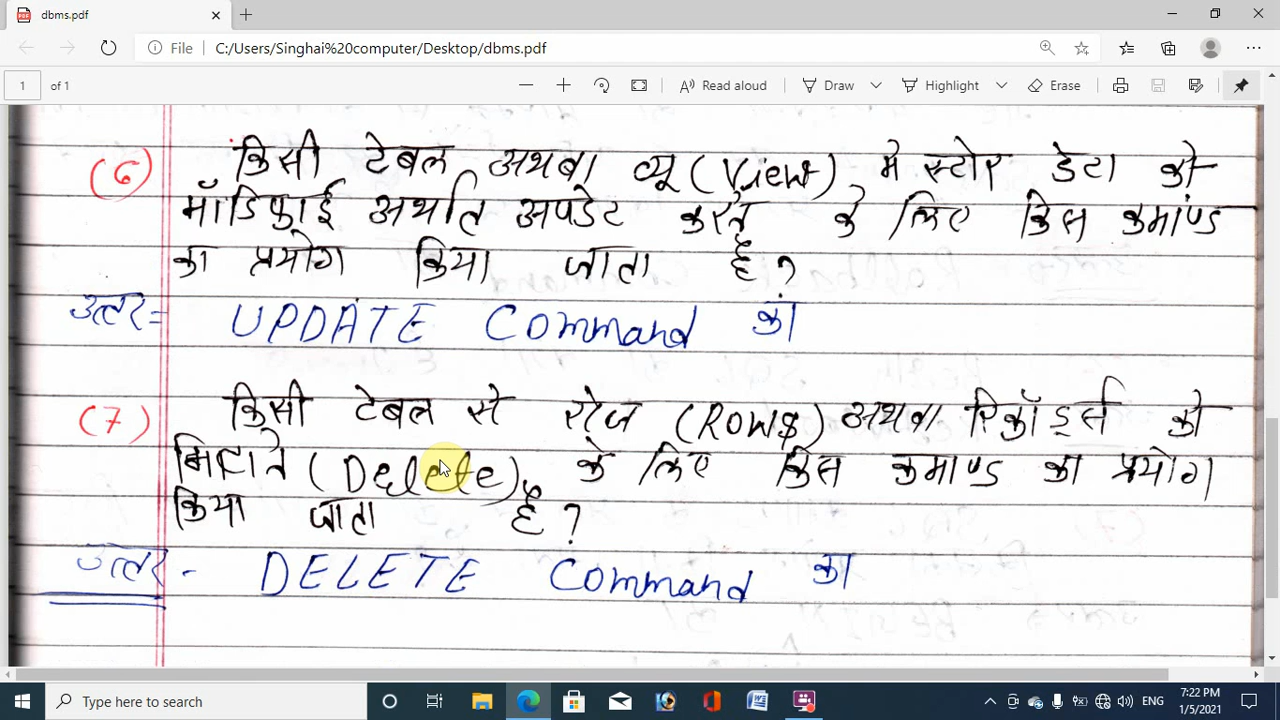 dbms.pdf
File C:/Users/Singhai%20computer/Desktop/dbms.pdf
1 of 1 Read aloud Draw Highlight Erase
(6) किसी टेबल अथबा व्यू (View) मे स्टोर डेटा को
मॉडिफाई अर्थात अपडेट करने के लिए किस कमाण्ड
का प्रयोग किया जाता है ?
उत्तर:= UPDATE Command का
(7) किसी टेबल से रोज (ROWS) अथबा रिकॉर्ड्स को
मिटाने (Delete) के लिए किस कमाण्ड का प्रयोग
किया जाता है ?
उत्तर - DELETE Command का
Type here to search
ENG
7:22 PM
1/5/2021